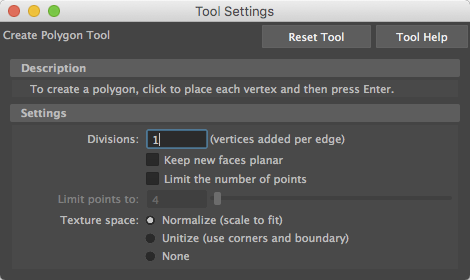 Tool Settings
Create Polygon Tool
Reset Tool
Tool Help
Description
To create a polygon, click to place each vertex and then press Enter.
Settings
Divisions: 1 (vertices added per edge)
Keep new faces planar
Limit the number of points
Limit points to: 4
Texture space: Normalize (scale to fit)
Unitize (use corners and boundary)
None